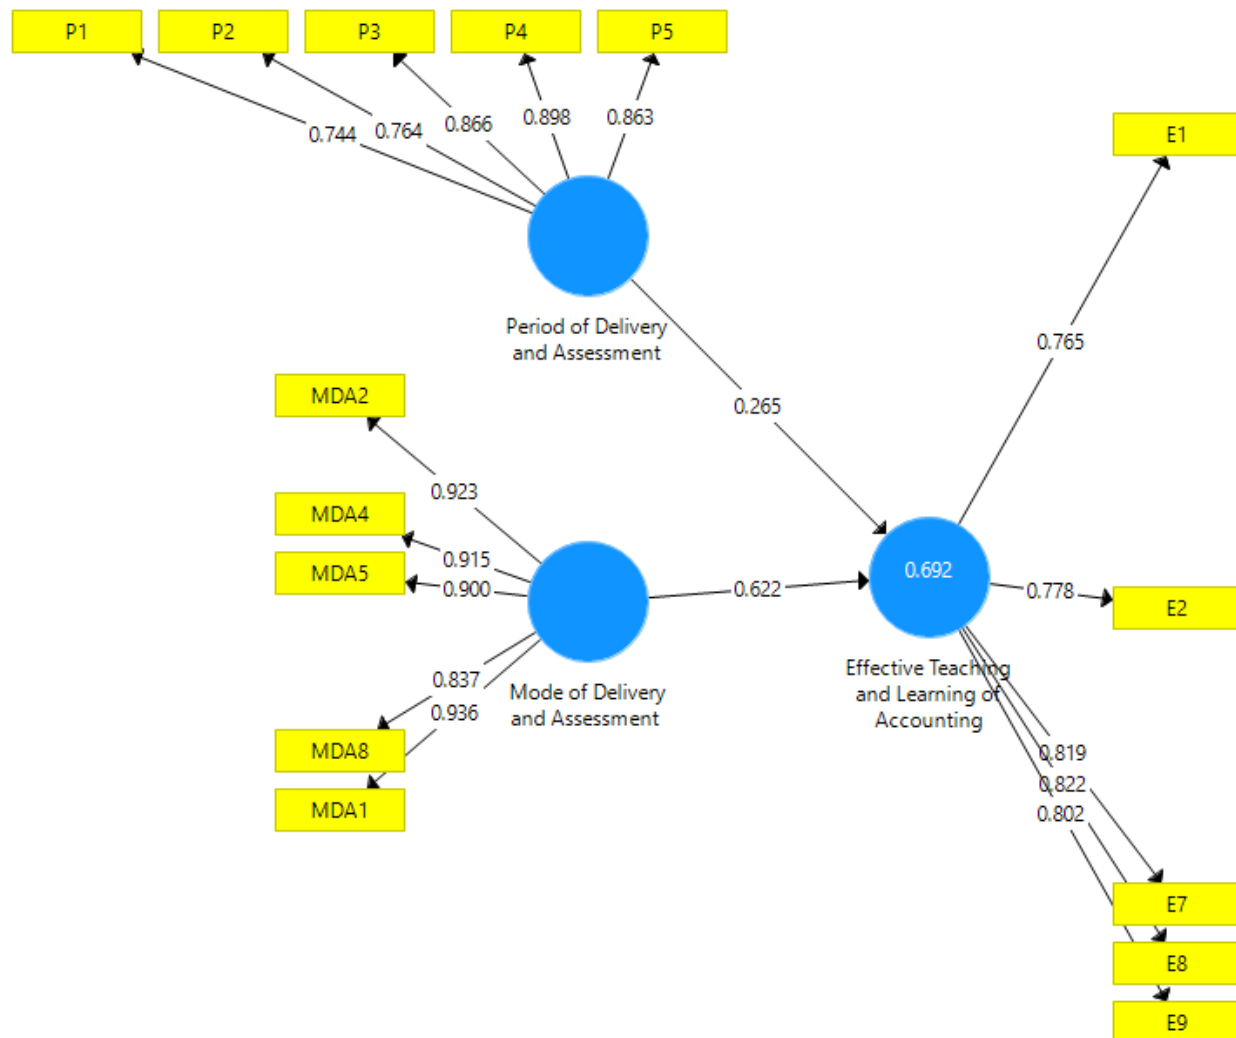 P1
P2
P3
P4
P5
0.744
0.764
0.866
0.898
0.863
E1
Period of Delivery
and Assessment
0.765
MDA2
0.265
0.923
MDA4
0.915
MDA5
0.900
0.622
0.692
0.778
E2
0.837
0.936
Mode of Delivery
and Assessment
Effective Teaching
and Learning of
Accounting
MDA8
MDA1
0.819
0.822
0.802
E7
E8
E9